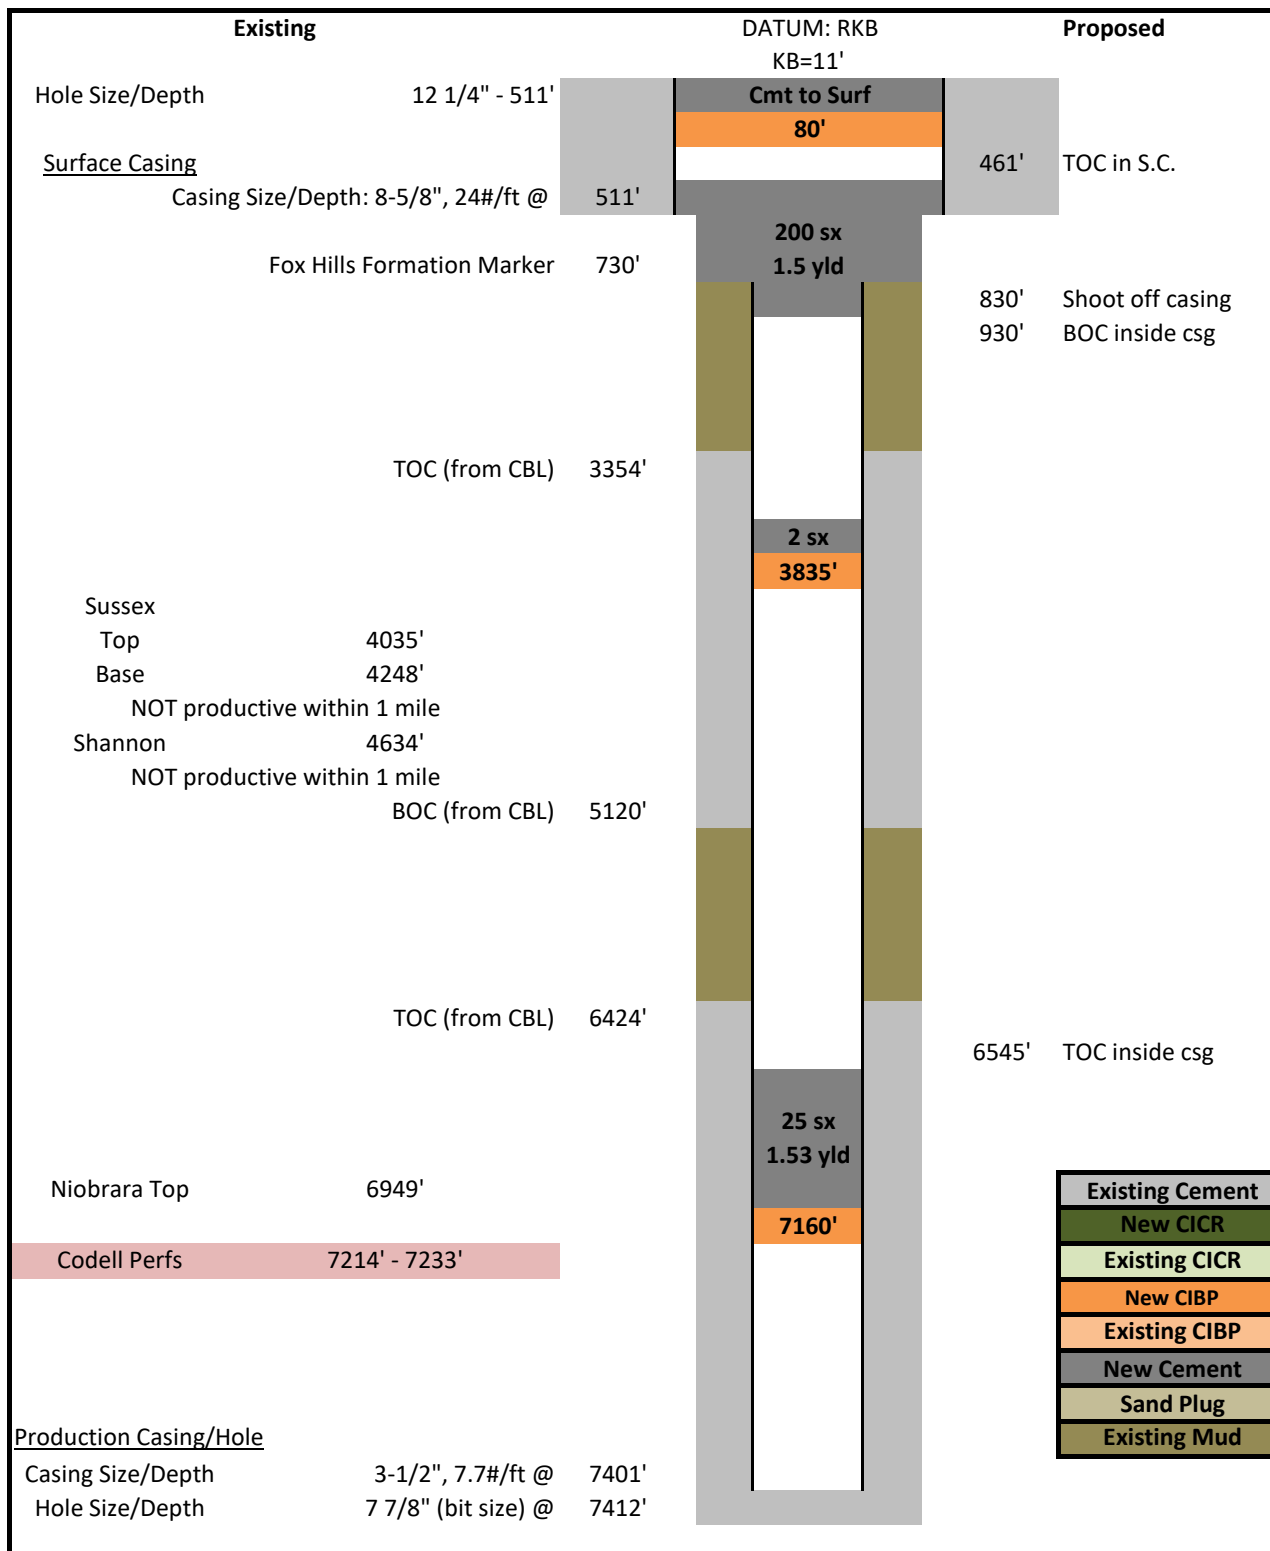 Existing DATUM: RKB Proposed
KB=11'
Hole Size/Depth 12 1/4" - 511' Cmt to Surf
80'
Surface Casing 461' TOC in S.C.
Casing Size/Depth: 8-5/8", 24#/ft @ 511'
200 sx
Fox Hills Formation Marker 730' 1.5 yld
830' Shoot off casing
930' BOC inside csg
TOC (from CBL) 3354'
2 sx
3835'
Sussex
Top 4035'
Base 4248'
NOT productive within 1 mile
Shannon 4634'
NOT productive within 1 mile
BOC (from CBL) 5120'
TOC (from CBL) 6424'
6545' TOC inside csg
25 sx
1.53 yld
Niobrara Top 6949'
7160'
Codell Perfs 7214' - 7233'
Existing Cement
New CICR
Existing CICR
New CIBP
Existing CIBP
New Cement
Sand Plug
Existing Mud
Production Casing/Hole
Casing Size/Depth 3-1/2", 7.7#/ft @ 7401'
Hole Size/Depth 7 7/8" (bit size) @ 7412'